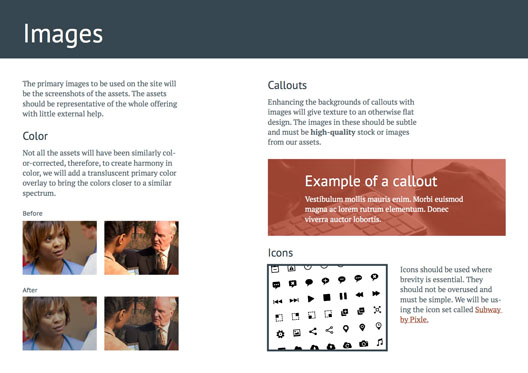 Images
The primary images to be used on the site will
be the screenshots of the assets. The assets
should be representative of the whole offering
with little external help.
Color
Not all the assets will have been similarly col-
or-corrected, therefore, to create harmony in
color, we will add a translucent primary color
overlay to bring the colors closer to a similar
spectrum.
Before
After
Callouts
Enhancing the backgrounds of callouts with
images will give texture to an otherwise flat
design. The images in these should be subtle
and must be high-quality stock or images
from our assets.
Example of a callout
Vestibulum mollis mauris enim. Morbi euismod
magna ac lorem rutrum elementum. Donec
viverra auctor lobortis.
Icons
Icons should be used where
brevity is essential. They
should not be overused and
must be simple. We will be us-
ing the icon set called Subway
by Pixle.